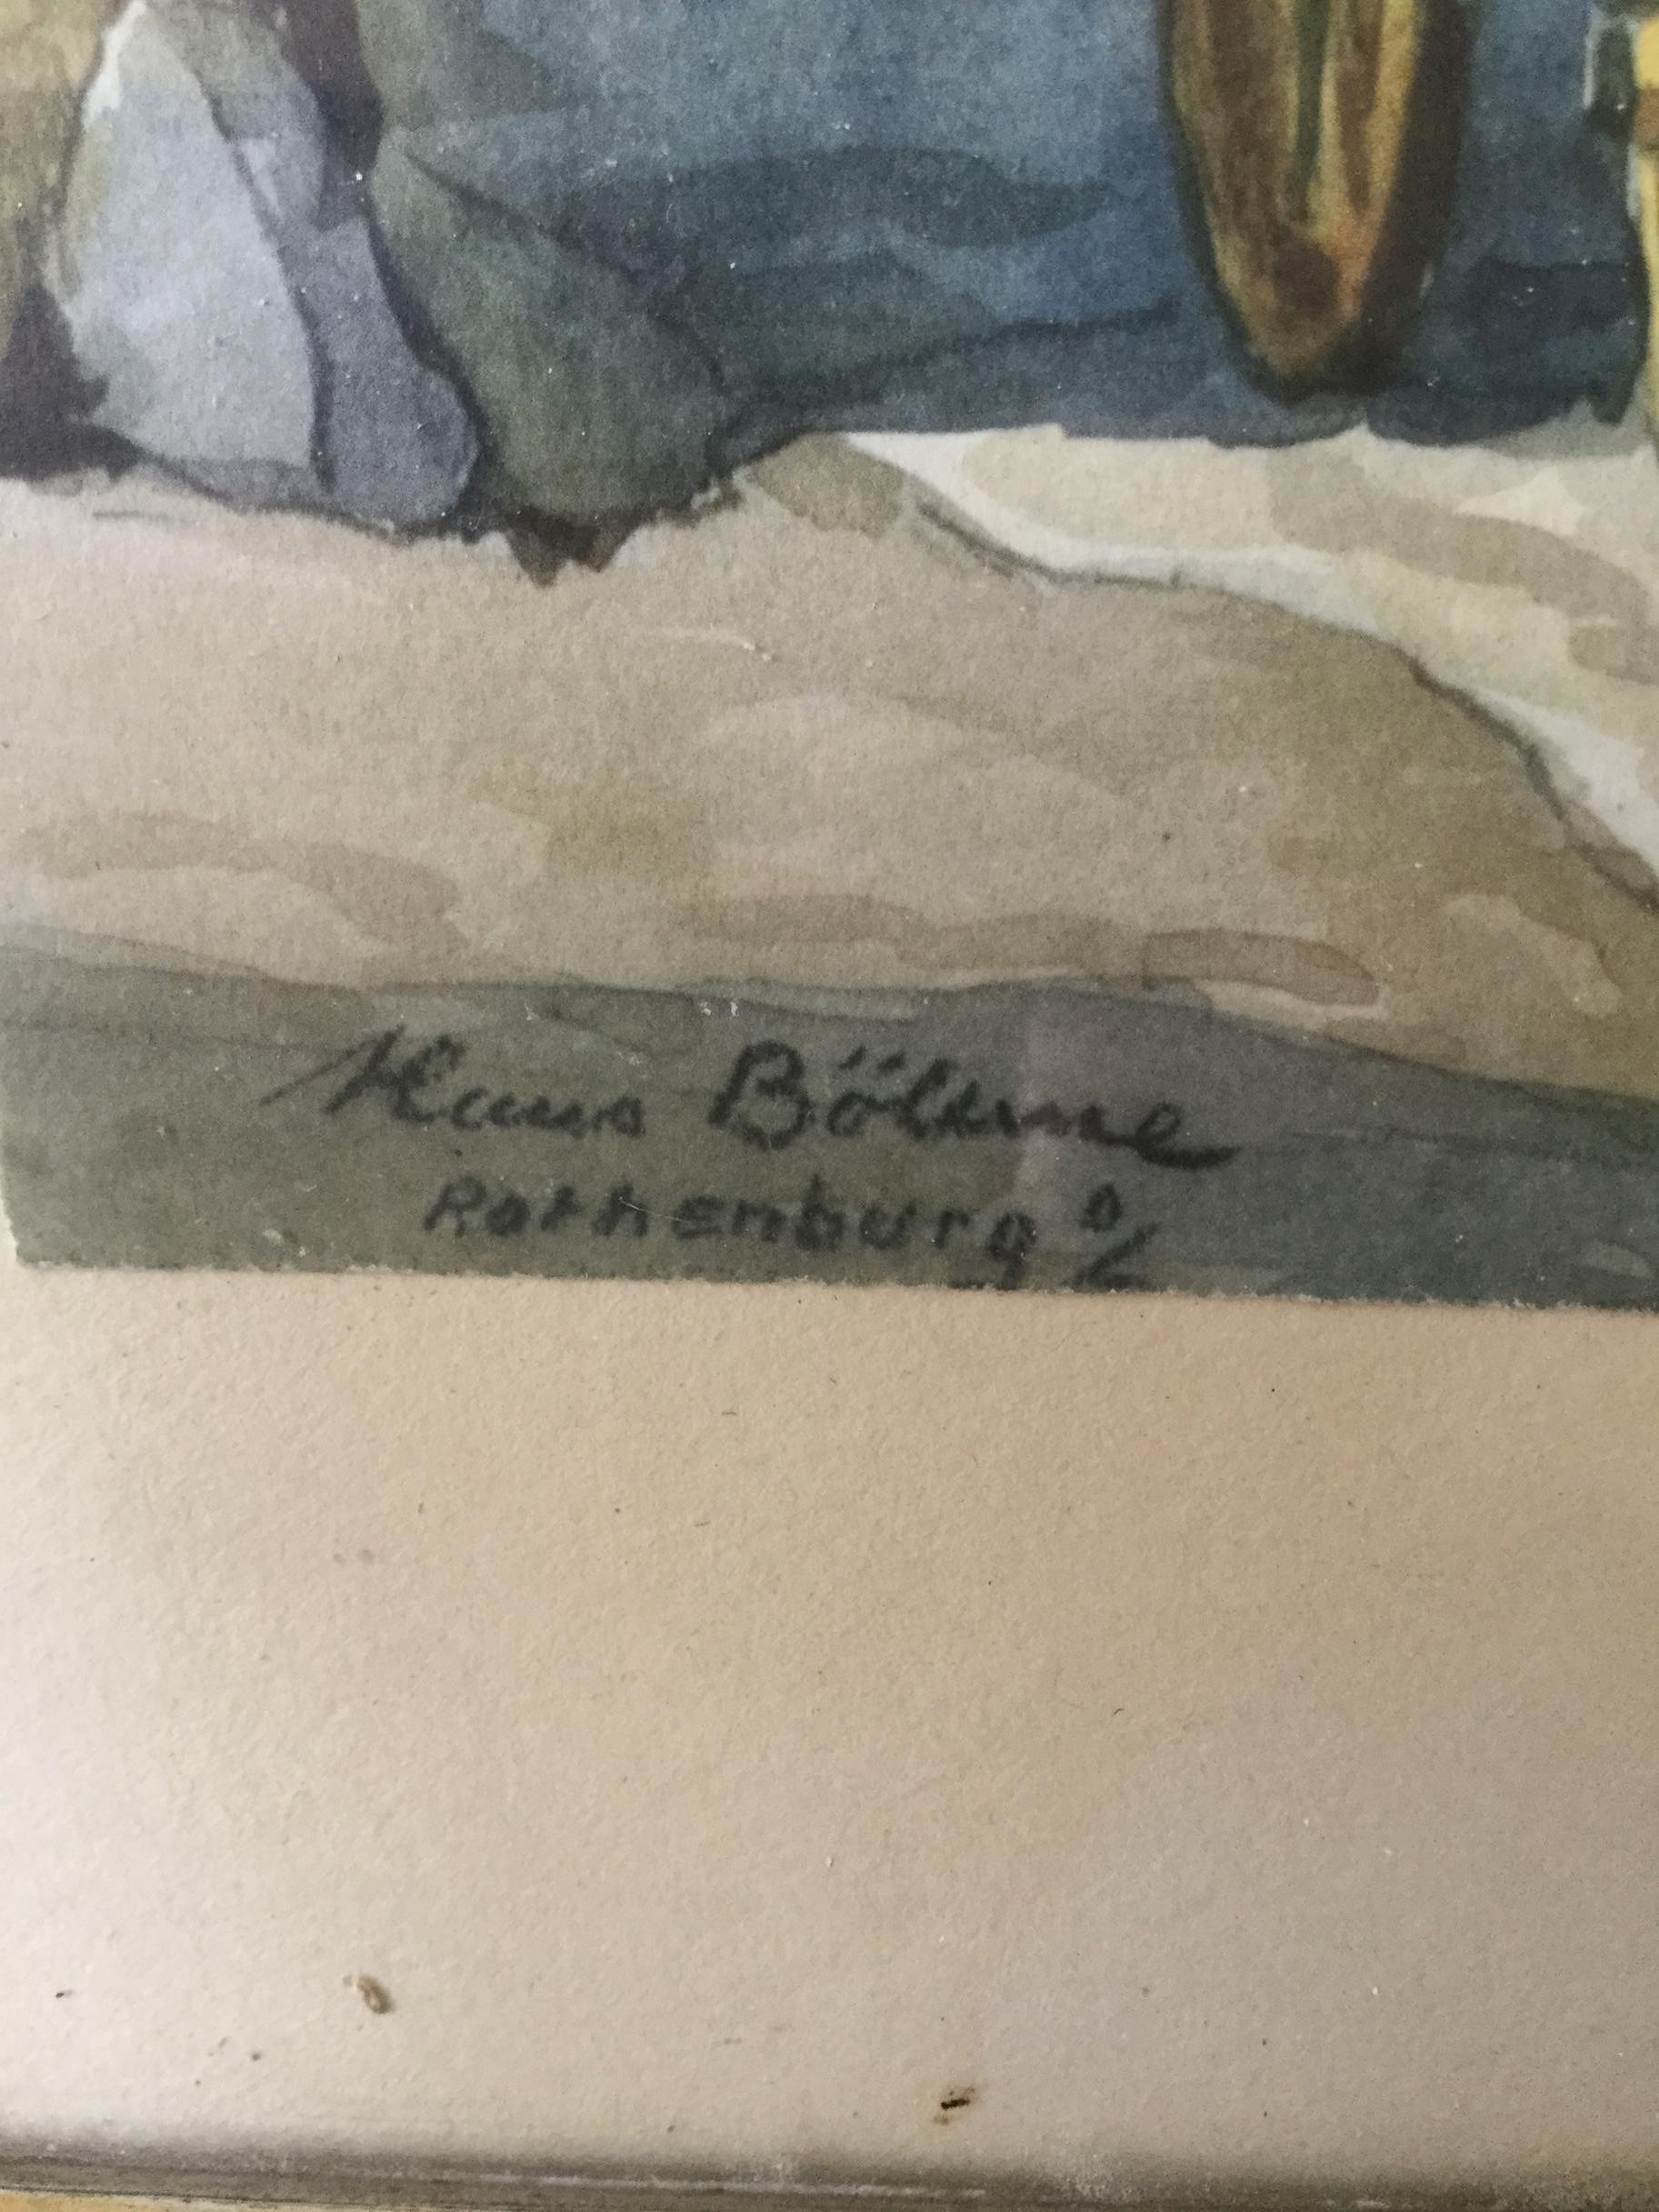 Hans Böhme
Rothenburg o/